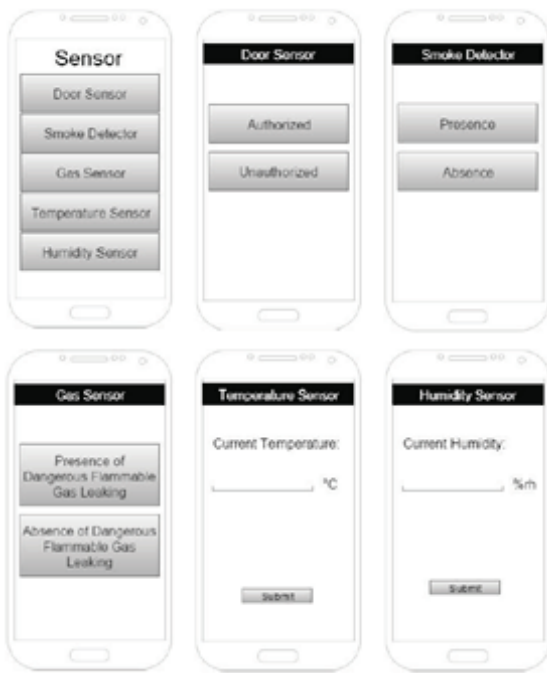 Sensor
Door Sensor
Smoke Detector
Gas Sensor
Temperature Sensor
Humidity Sensor
Door Sensor
Authorized
Unauthorized
Smoke Detector
Presence
Absence
Gas Sensor
Presence of
Dangerous Flammable
Gas Leaking
Absence of Dangerous
Flammable Gas
Leaking
Temperature Sensor
Current Temperature:
°C
Submit
Humidity Sensor
Current Humidity:
%rh
Submit